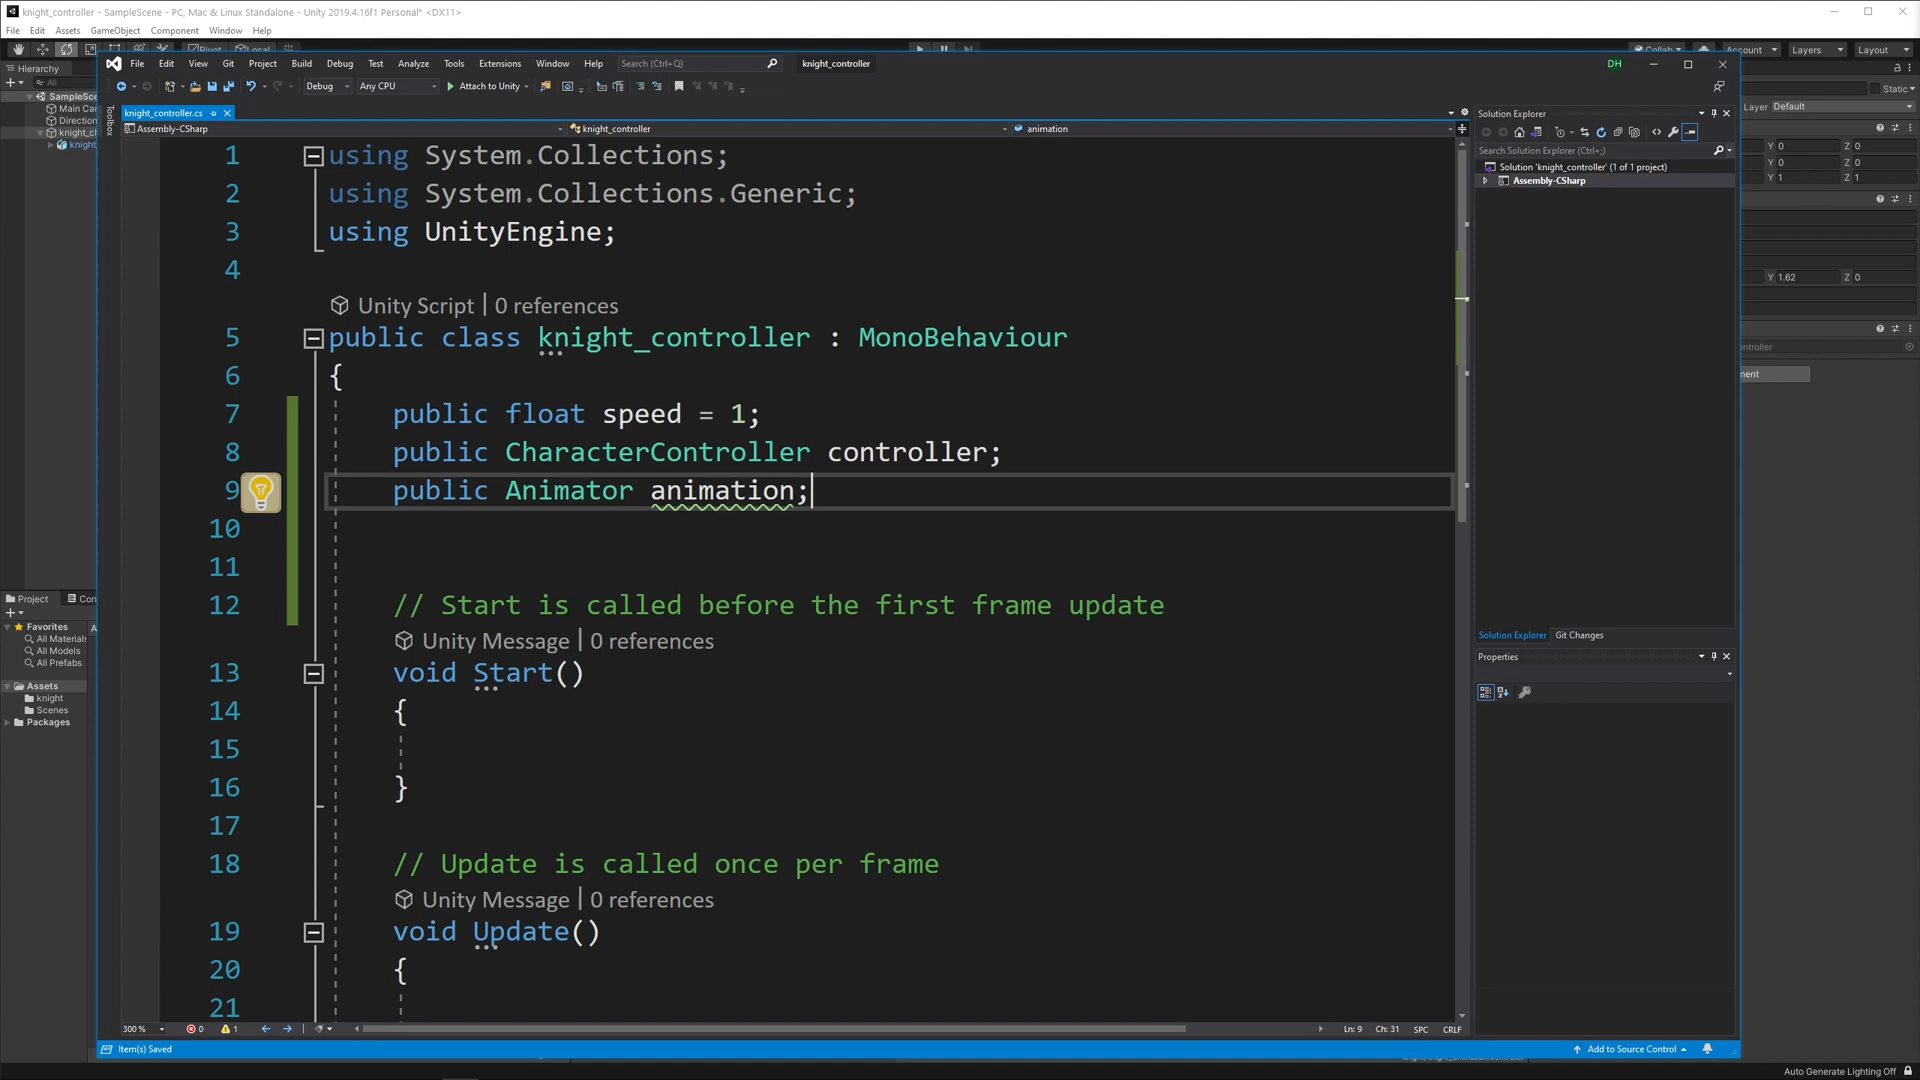 knight_controller - SampleScene - PC, Mac & Linux Standalone - Unity 2019.4.16f1 Personal* <DX11>
File Edit Assets GameObject Component Window Help
Pivot Local
Collab Account Layers Layout
File Edit View Git Project Build Debug Test Analyze Tools Extensions Window Help Search (Ctrl+Q) knight_controller DH
Debug Any CPU Attach to Unity
Hierarchy
All
SampleSce
Main Ca
Direction
knight_c
knight
knight_controller.cs
Assembly-CSharp knight_controller animation
1 using System.Collections;
2 using System.Collections.Generic;
3 using UnityEngine;
4
Unity Script | 0 references
5 public class knight_controller : MonoBehaviour
6 {
7 public float speed = 1;
8 public CharacterController controller;
9 public Animator animation;
10
11
12 // Start is called before the first frame update
Unity Message | 0 references
13 void Start()
14 {
15
16 }
17
18 // Update is called once per frame
Unity Message | 0 references
19 void Update()
20 {
21
300 % 0 1 Ln: 9 Ch: 31 SPC CRLF
Item(s) Saved Add to Source Control
Solution Explorer
Search Solution Explorer (Ctrl+;)
Solution 'knight_controller' (1 of 1 project)
Assembly-CSharp
Solution Explorer Git Changes
Properties
Static
Layer Default
Y 0 Z 0
Y 0 Z 0
Y 1 Z 1
Y 1.62 Z 0
ontroller
nent
Project Con
Favorites
All Materials
All Models
All Prefabs
Assets
knight
Scenes
Packages
Auto Generate Lighting Off